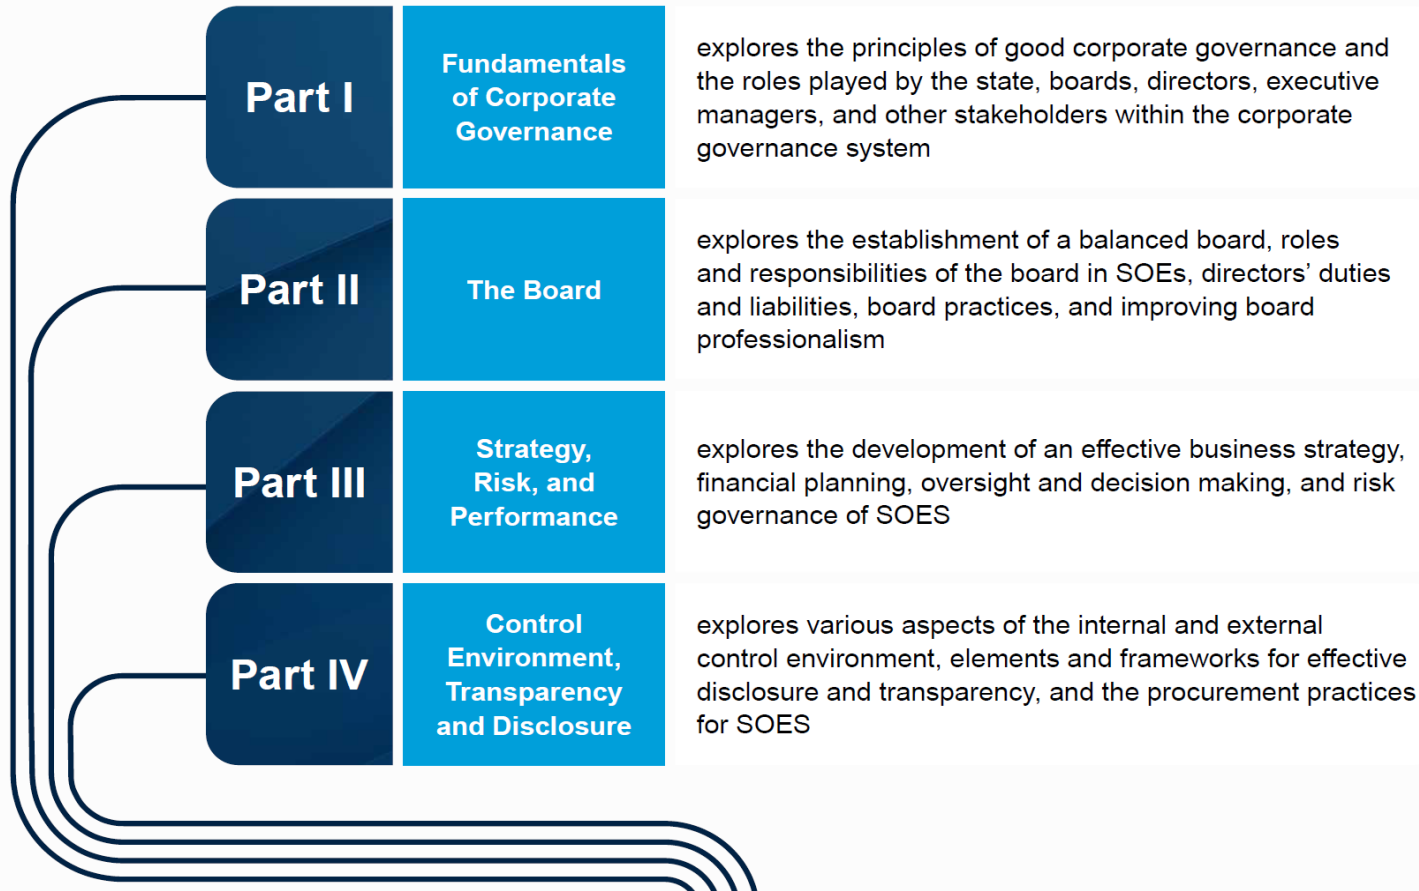 Part I
Fundamentals
of Corporate
Governance
explores the principles of good corporate governance and
the roles played by the state, boards, directors, executive
managers, and other stakeholders within the corporate
governance system
Part II
The Board
explores the establishment of a balanced board, roles
and responsibilities of the board in SOEs, directors’ duties
and liabilities, board practices, and improving board
professionalism
Part III
Strategy,
Risk, and
Performance
explores the development of an effective business strategy,
financial planning, oversight and decision making, and risk
governance of SOES
Part IV
Control
Environment,
Transparency
and Disclosure
explores various aspects of the internal and external
control environment, elements and frameworks for effective
disclosure and transparency, and the procurement practices
for SOES